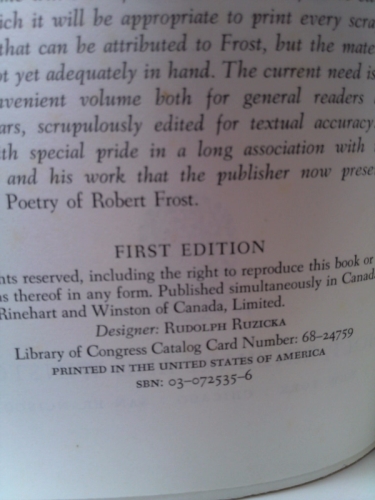 ich it will be appropriate to print every scra
that can be attributed to Frost, but the mate
ot yet adequately in hand. The current need is
nvenient volume both for general readers
ars, scrupulously edited for textual accuracy.
th special pride in a long association with
and his work that the publisher now prese
Poetry of Robert Frost.
FIRST EDITION
hts reserved, including the right to reproduce this book or
ns thereof in any form. Published simultaneously in Canad
Rinehart and Winston of Canada, Limited.
Designer: RUDOLPH RUZICKA
Library of Congress Catalog Card Number: 68-24759
PRINTED IN THE UNITED STATES OF AMERICA
SBN: 03-072535-6